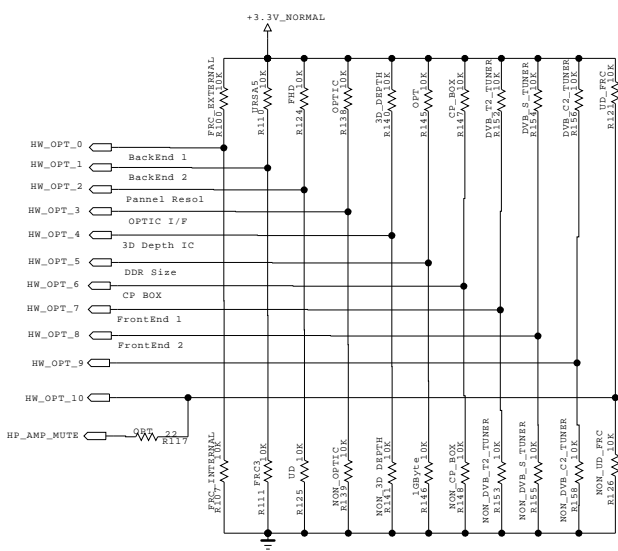 +3.3V_NORMAL
FRC_EXTERNAL
R100 10K
URSA5
R110 10K
FHD
R124 10K
OPTIC
R138 10K
3D_DEPTH
R140 10K
OPT
R145 10K
CP_BOX
R147 10K
DVB_T2_TUNER
R152 10K
DVB_S_TUNER
R154 10K
DVB_C2_TUNER
R156 10K
UD_FRC
R121 10K
HW_OPT_0
BackEnd 1
HW_OPT_1
BackEnd 2
HW_OPT_2
Pannel Resol
HW_OPT_3
OPTIC I/F
HW_OPT_4
3D Depth IC
HW_OPT_5
DDR Size
HW_OPT_6
CP BOX
HW_OPT_7
FrontEnd 1
HW_OPT_8
FrontEnd 2
HW_OPT_9
HW_OPT_10
HP_AMP_MUTE
OPT 22
R117
FRC_INTERNAL
R107 10K
FRC3
R111 10K
UD
R125 10K
NON_OPTIC
R139 10K
NON_3D_DEPTH
R141 10K
1GByte
R146 10K
NON_CP_BOX
R148 10K
NON_DVB_T2_TUNER
R153 10K
NON_DVB_S_TUNER
R155 10K
NON_DVB_C2_TUNER
R158 10K
NON_UD_FRC
R126 10K